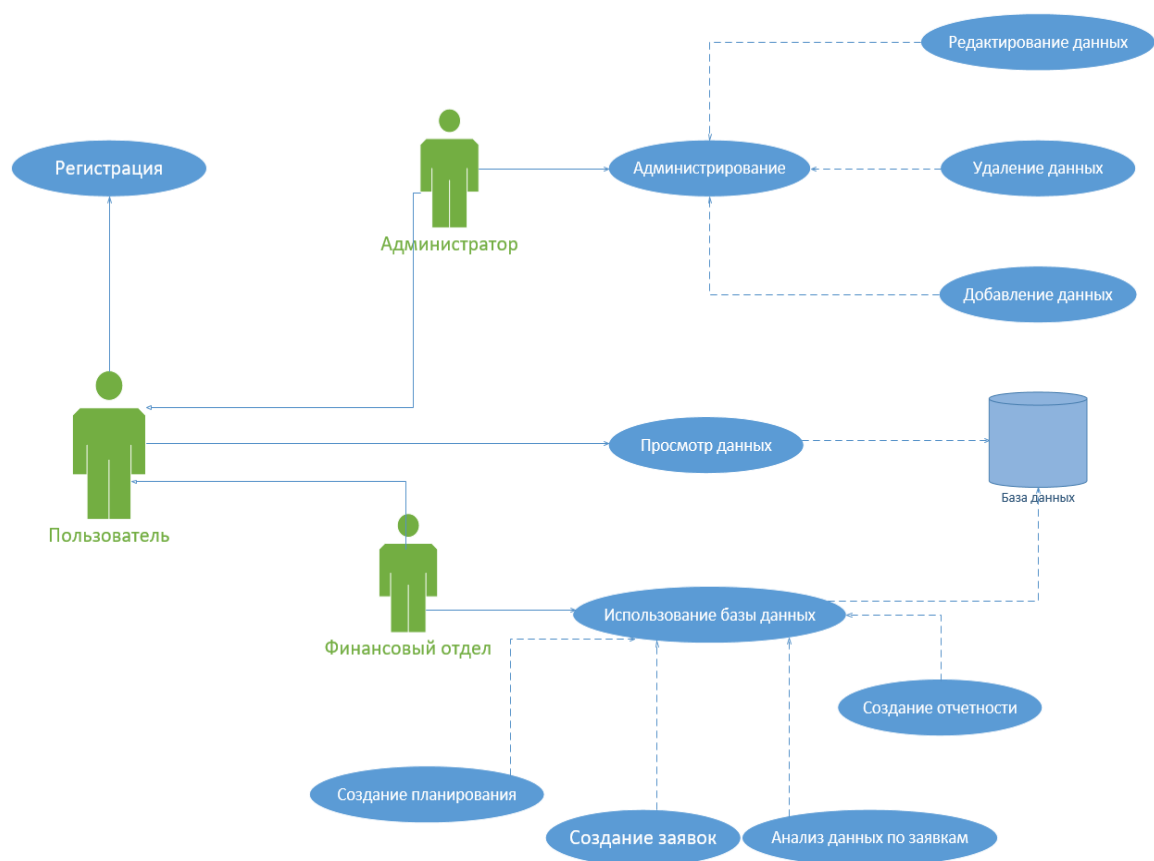 Редактирование данных
Регистрация
Администрирование
Удаление данных
Администратор
Добавление данных
Просмотр данных
База данных
Пользователь
Использование базы данных
Финансовый отдел
Создание отчетности
Создание планирования
Создание заявок
Анализ данных по заявкам